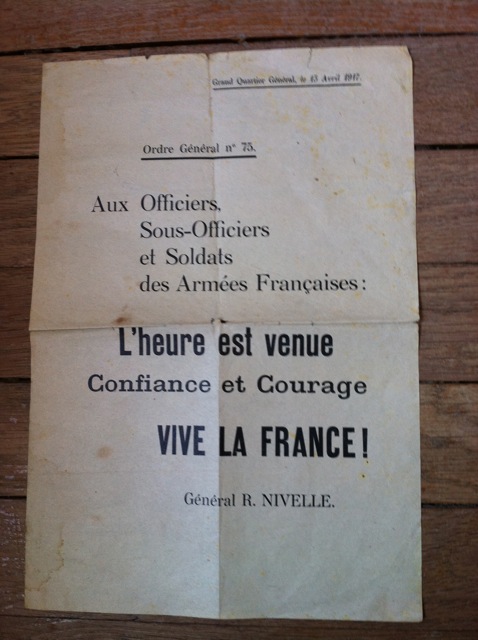 Grand Quartier Général, le 15 Avril 1917.
Ordre Général n° 75.
Aux Officiers,
Sous-Officiers
et Soldats
des Armées Françaises :
L'heure est venue
Confiance et Courage
VIVE LA FRANCE !
Général R. NIVELLE.